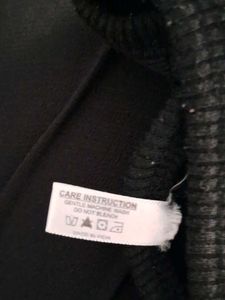 CARE INSTRUCTION
GENTLE MACHINE WASH
DO NOT BLEACH